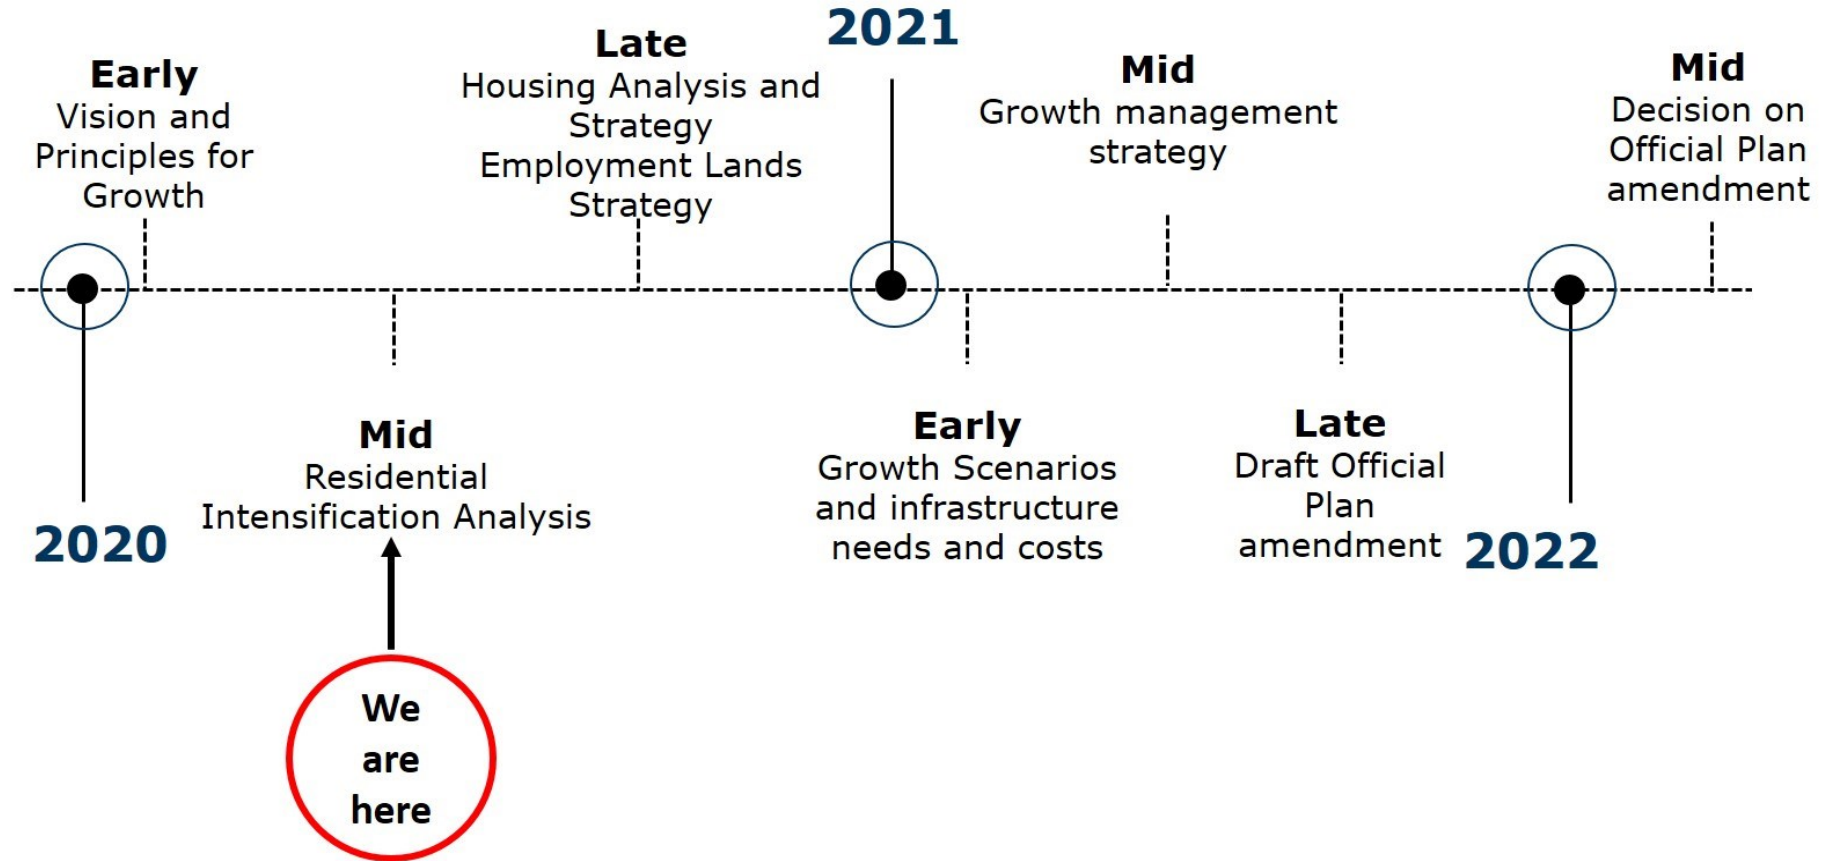 2020
Early
Vision and
Principles for
Growth
Mid
Residential
Intensification Analysis
We
are
here
Late
Housing Analysis and
Strategy
Employment Lands
Strategy
2021
Early
Growth Scenarios
and infrastructure
needs and costs
Mid
Growth management
strategy
Late
Draft Official
Plan
amendment
2022
Mid
Decision on
Official Plan
amendment